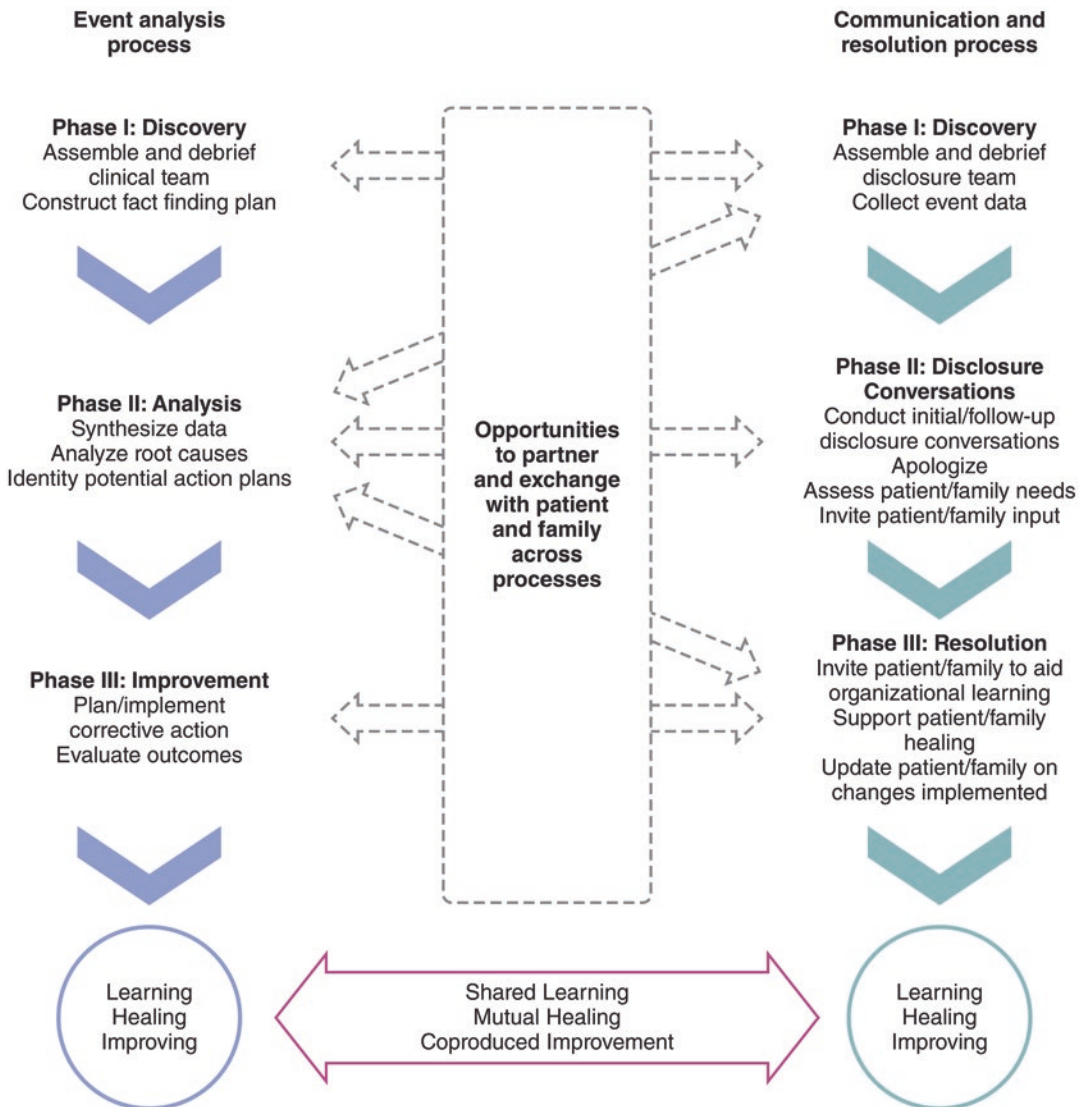 Event analysis
process
Communication and
resolution process
Phase I: Discovery
Assemble and debrief
clinical team
Construct fact finding plan
Phase I: Discovery
Assemble and debrief
disclosure team
Collect event data
Phase II: Analysis
Synthesize data
Analyze root causes
Identity potential action plans
Opportunities
to partner
and exchange
with patient
and family
across
processes
Phase II: Disclosure
Conversations
Conduct initial/follow-up
disclosure conversations
Apologize
Assess patient/family needs
Invite patient/family input
Phase III: Improvement
Plan/implement
corrective action
Evaluate outcomes
Phase III: Resolution
Invite patient/family to aid
organizational learning
Support patient/family
healing
Update patient/family on
changes implemented
Learning
Healing
Improving
Shared Learning
Mutual Healing
Coproduced Improvement
Learning
Healing
Improving